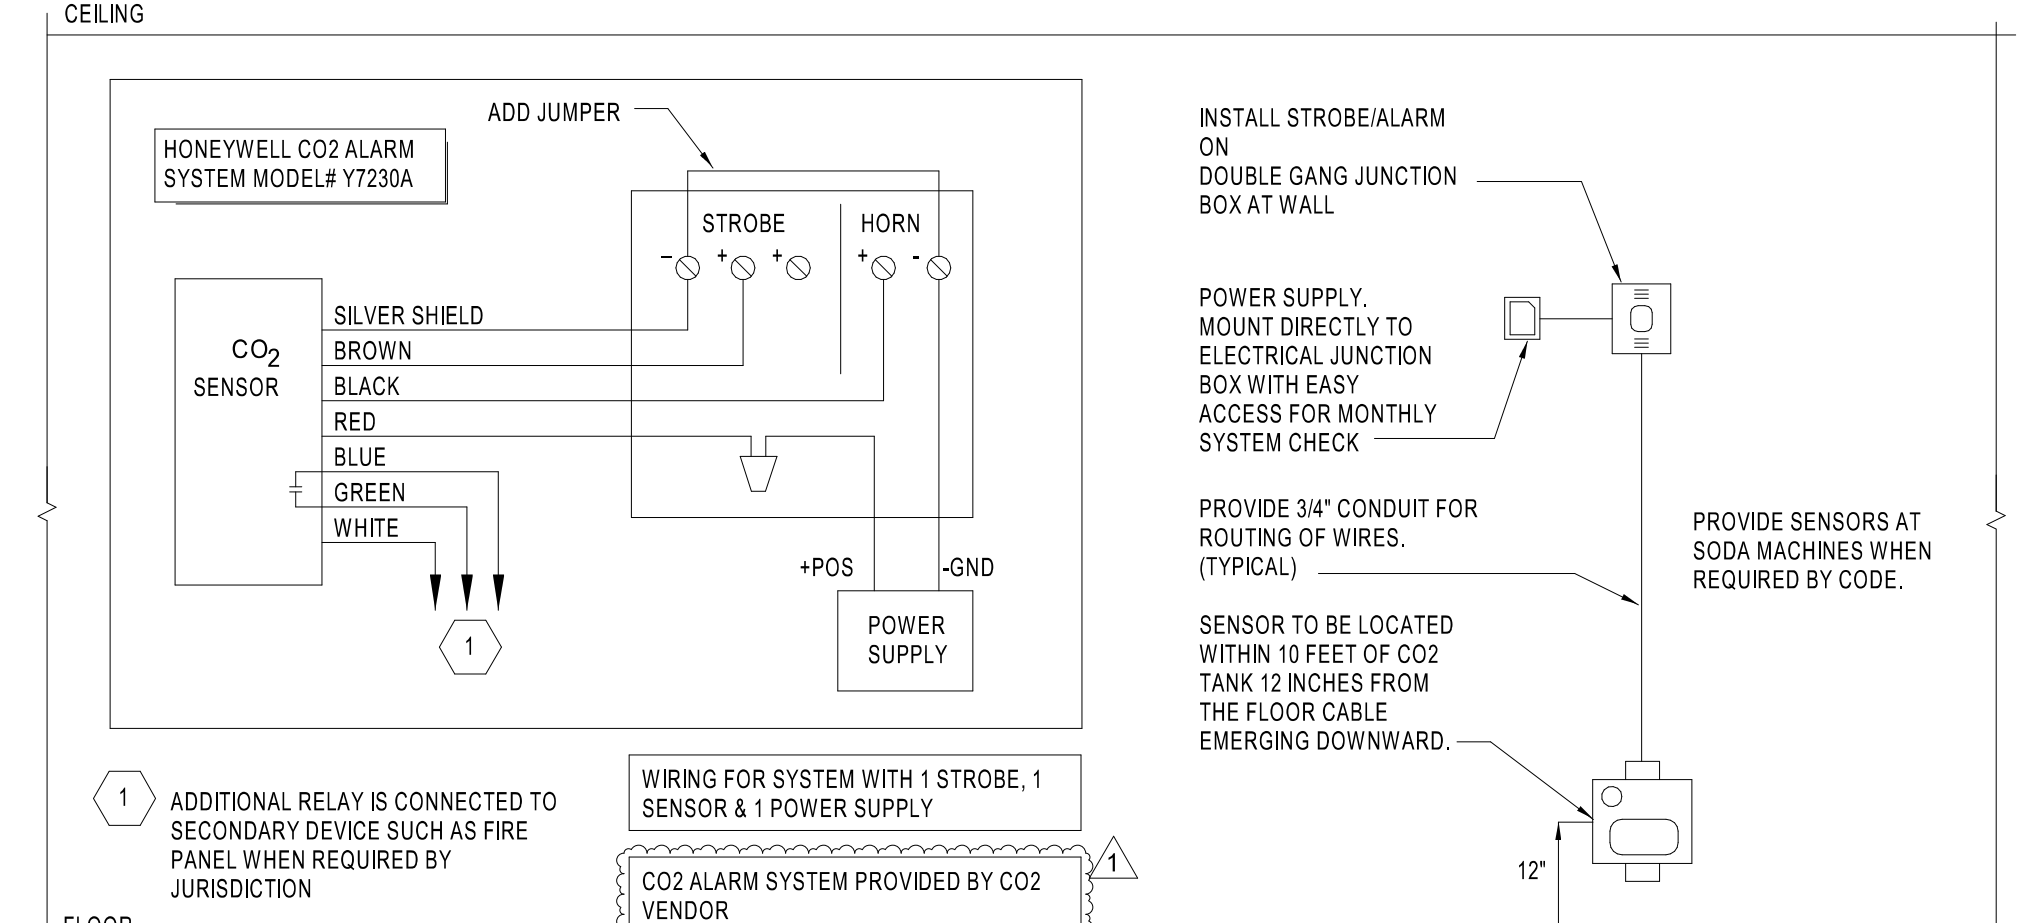 CEILING
ADD JUMPER
HONEYWELL CO2 ALARM
SYSTEM MODEL# Y7230A
STROBE
HORN
– + + + -
CO2
SENSOR
SILVER SHIELD
BROWN
BLACK
RED
BLUE
GREEN
WHITE
+POS
-GND
POWER
SUPPLY
1
1
ADDITIONAL RELAY IS CONNECTED TO
SECONDARY DEVICE SUCH AS FIRE
PANEL WHEN REQUIRED BY
JURISDICTION
WIRING FOR SYSTEM WITH 1 STROBE, 1
SENSOR & 1 POWER SUPPLY
1
CO2 ALARM SYSTEM PROVIDED BY CO2
VENDOR
FLOOR
INSTALL STROBE/ALARM
ON
DOUBLE GANG JUNCTION
BOX AT WALL
POWER SUPPLY.
MOUNT DIRECTLY TO
ELECTRICAL JUNCTION
BOX WITH EASY
ACCESS FOR MONTHLY
SYSTEM CHECK
PROVIDE 3/4" CONDUIT FOR
ROUTING OF WIRES.
(TYPICAL)
SENSOR TO BE LOCATED
WITHIN 10 FEET OF CO2
TANK 12 INCHES FROM
THE FLOOR CABLE
EMERGING DOWNWARD.
12"
PROVIDE SENSORS AT
SODA MACHINES WHEN
REQUIRED BY CODE.